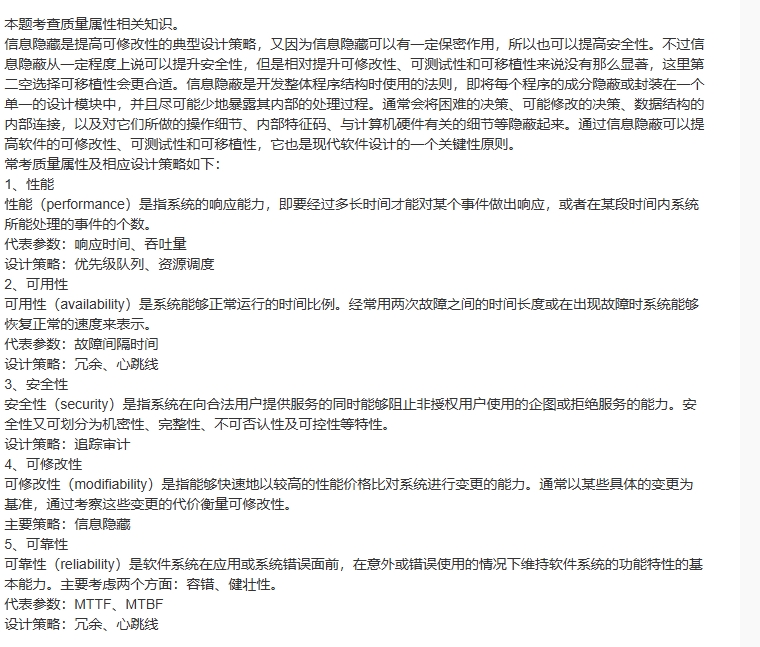 本题考查质量属性相关知识。
信息隐藏是提高可修改性的典型设计策略，又因为信息隐藏可以有一定保密作用，所以也可以提高安全性。不过信
息隐蔽从一定程度上说可以提升安全性，但是相对提升可修改性、可测试性和可移植性来说没有那么显著，这里第
二空选择可移植性会更合适。信息隐蔽是开发整体程序结构时使用的法则，即将每个程序的成分隐蔽或封装在一个
单一的设计模块中，并且尽可能少地暴露其内部的处理过程。通常会将困难的决策、可能修改的决策、数据结构的
内部连接，以及对它们所做的操作细节、内部特征码、与计算机硬件有关的细节等隐蔽起来。通过信息隐蔽可以提
高软件的可修改性、可测试性和可移植性，它也是现代软件设计的一个关键性原则。
常考质量属性及相应设计策略如下：
1、性能
性能（performance）是指系统的响应能力，即要经过多长时间才能对某个事件做出响应，或者在某段时间内系统
所能处理的事件的个数。
代表参数：响应时间、吞吐量
设计策略：优先级队列、资源调度
2、可用性
可用性（availability）是系统能够正常运行的时间比例。经常用两次故障之间的时间长度或在出现故障时系统能够
恢复正常的速度来表示。
代表参数：故障间隔时间
设计策略：冗余、心跳线
3、安全性
安全性（security）是指系统在向合法用户提供服务的同时能够阻止非授权用户使用的企图或拒绝服务的能力。安
全性又可划分为机密性、完整性、不可否认性及可控性等特性。
设计策略：追踪审计
4、可修改性
可修改性（modifiability）是指能够快速地以较高的性能价格比对系统进行变更的能力。通常以某些具体的变更为
基准，通过考察这些变更的代价衡量可修改性。
主要策略：信息隐藏
5、可靠性
可靠性（reliability）是软件系统在应用或系统错误面前，在意外或错误使用的情况下维持软件系统的功能特性的基
本能力。主要考虑两个方面：容错、健壮性。
代表参数：MTTF、MTBF
设计策略：冗余、心跳线